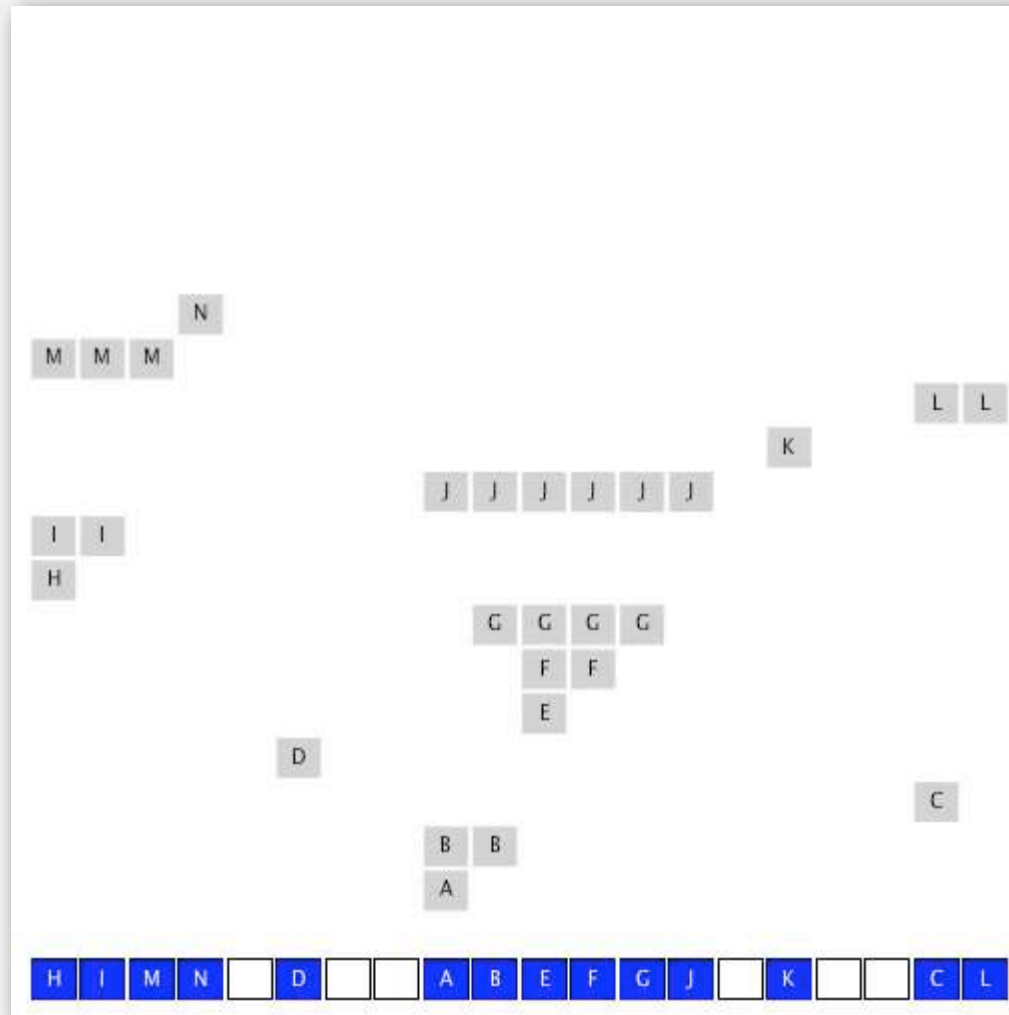 N
M M M
L L
K
J J J J J J
I I
H
G G G G
F F
E
D
C
B B
A
H I M N D A B E F G J K C L